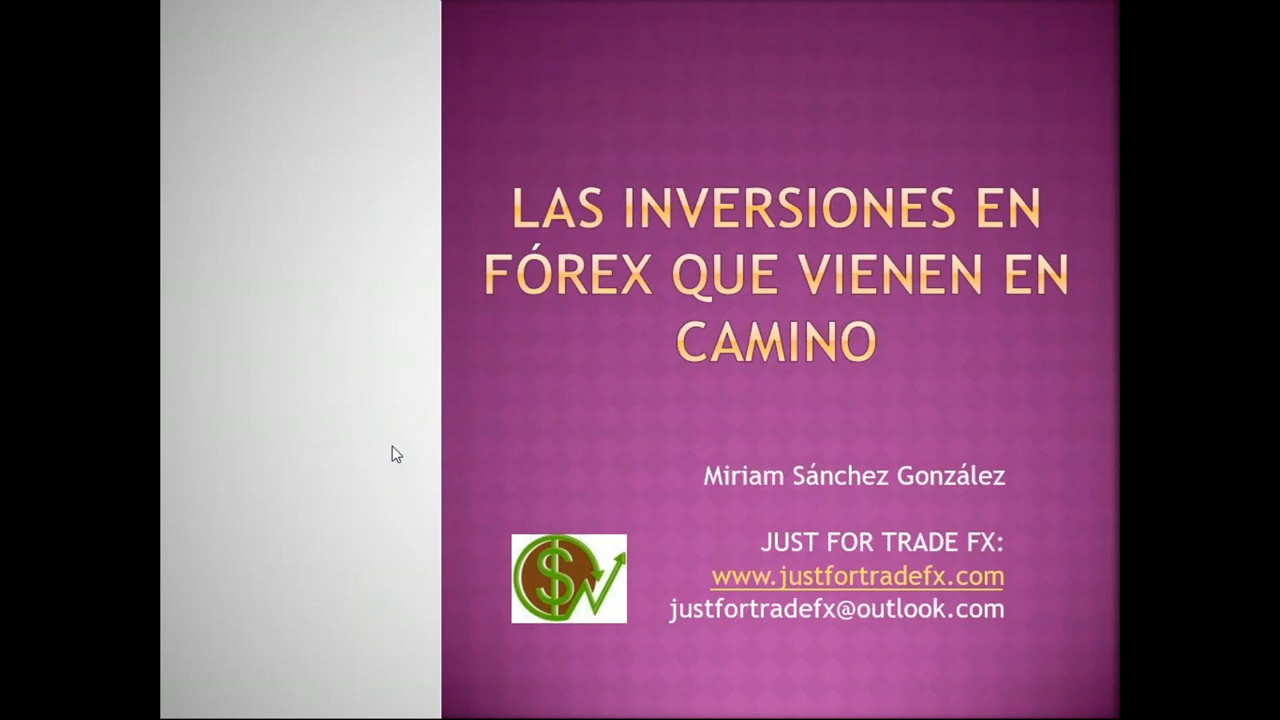 LAS INVERSIONES EN
FÓREX QUE VIENEN EN
CAMINO
Miriam Sánchez González
JUST FOR TRADE FX:
www.justfortradefx.com
justfortradefx@outlook.com